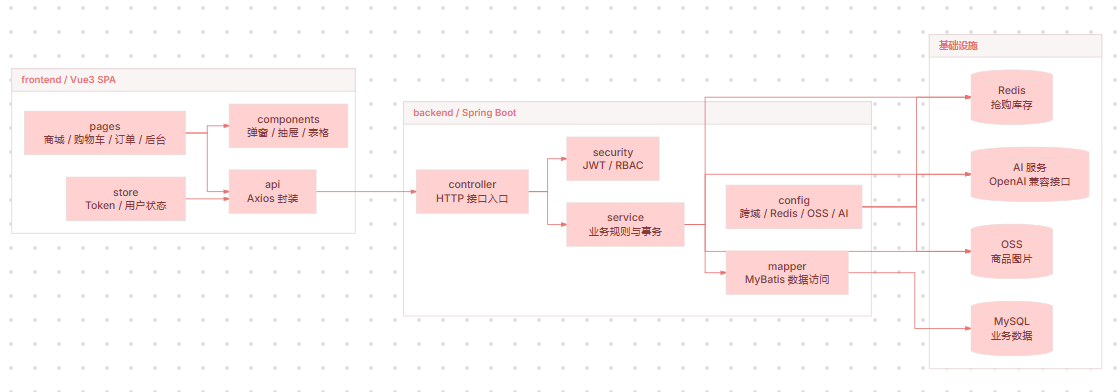 frontend / Vue3 SPA
pages
商城 / 购物车 / 订单 / 后台
components
弹窗 / 抽屉 / 表格
store
Token / 用户状态
api
Axios 封装
backend / Spring Boot
controller
HTTP 接口入口
security
JWT / RBAC
service
业务规则与事务
config
跨域 / Redis / OSS / AI
mapper
MyBatis 数据访问
基础设施
Redis
抢购库存
AI 服务
OpenAI 兼容接口
OSS
商品图片
MySQL
业务数据